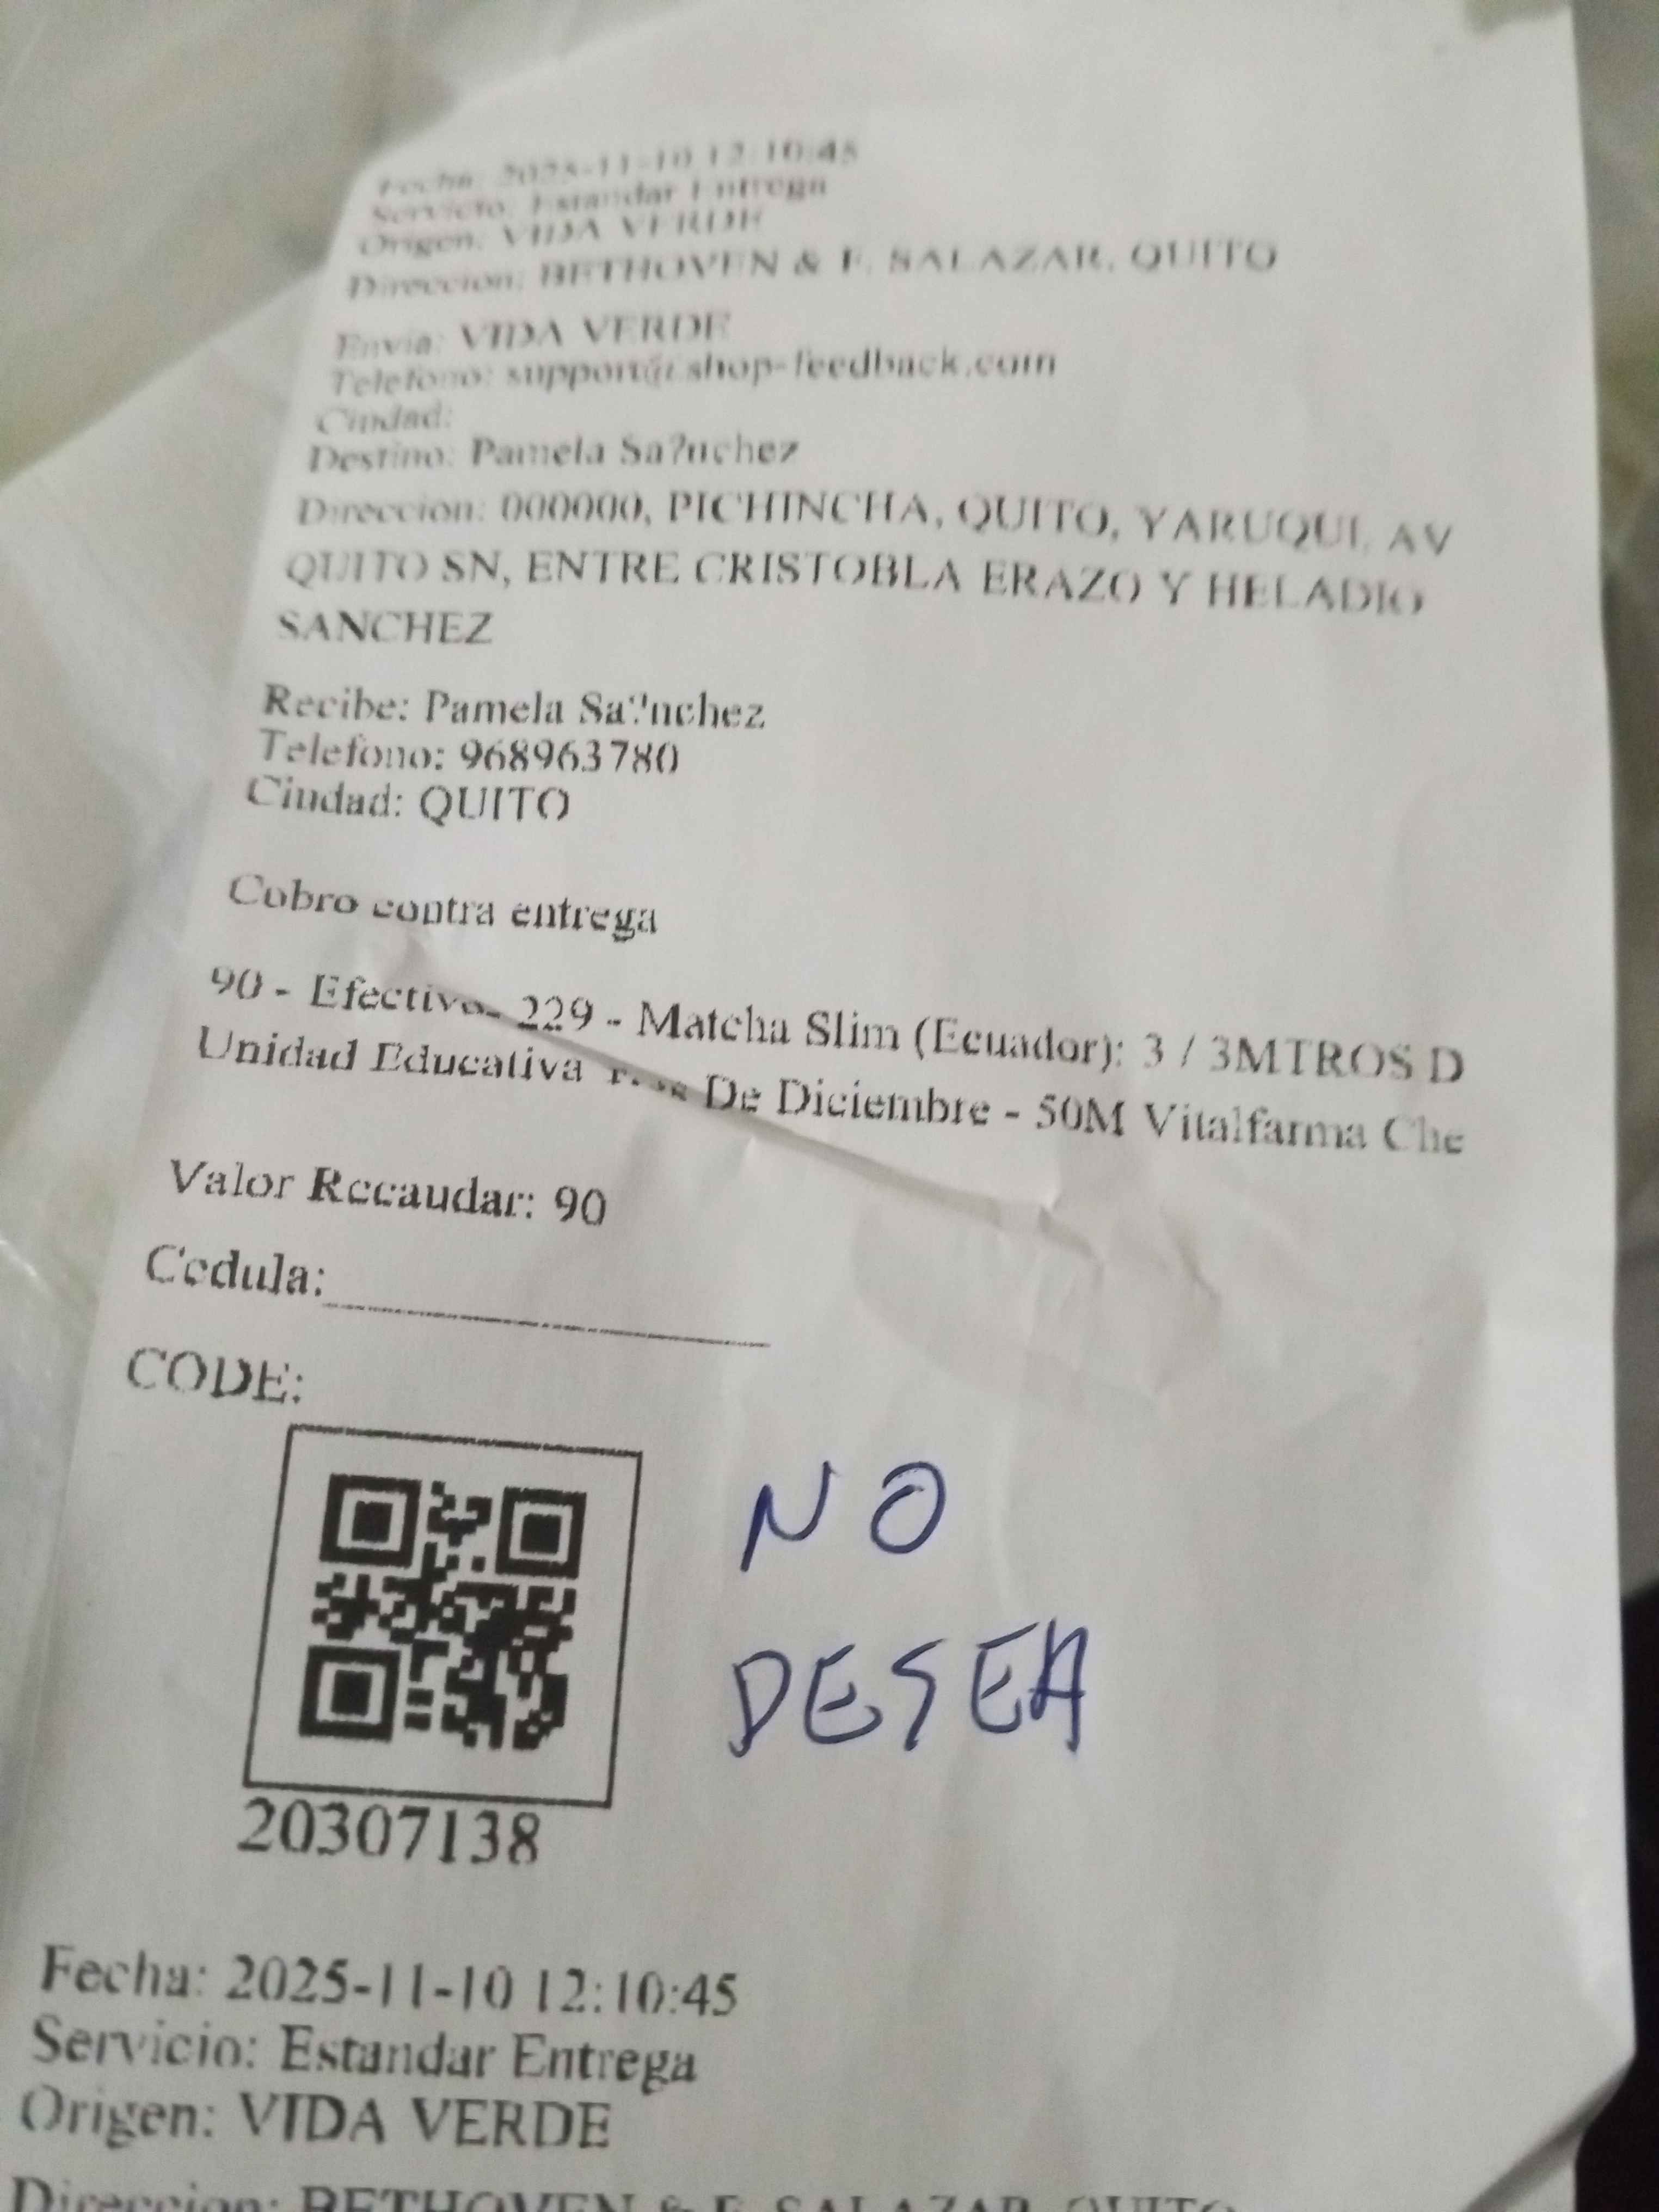 Fecha: 2025-11-10 12:10:45
Servicio: Estandar Entrega
Origen: VIDA VERDE
Direccion: BETHOVEN & F. SALAZAR, QUITO
Envia: VIDA VERDE
Telefono: support@shop-feedback.com
Ciudad:
Destino: Pamela Sa?nchez
Direccion: 000000, PICHINCHA, QUITO, YARUQUI, AV
QUITO SN, ENTRE CRISTOBLA ERAZO Y HELADIO
SANCHEZ
Recibe: Pamela Sa?nchez
Telefono: 968963780
Ciudad: QUITO
Cobro contra entrega
90 - Efectivo- 229 - Matcha Slim (Ecuador): 3 / 3MTROS D
Unidad Educativa De Diciembre - 50M Vitalfarma Che
Valor Recaudar: 90
Cedula:
CODE:
NO
DESEA
20307138
Fecha: 2025-11-10 12:10:45
Servicio: Estandar Entrega
Origen: VIDA VERDE
Direccion: BETHOVEN & F. SALAZAR, QUITO